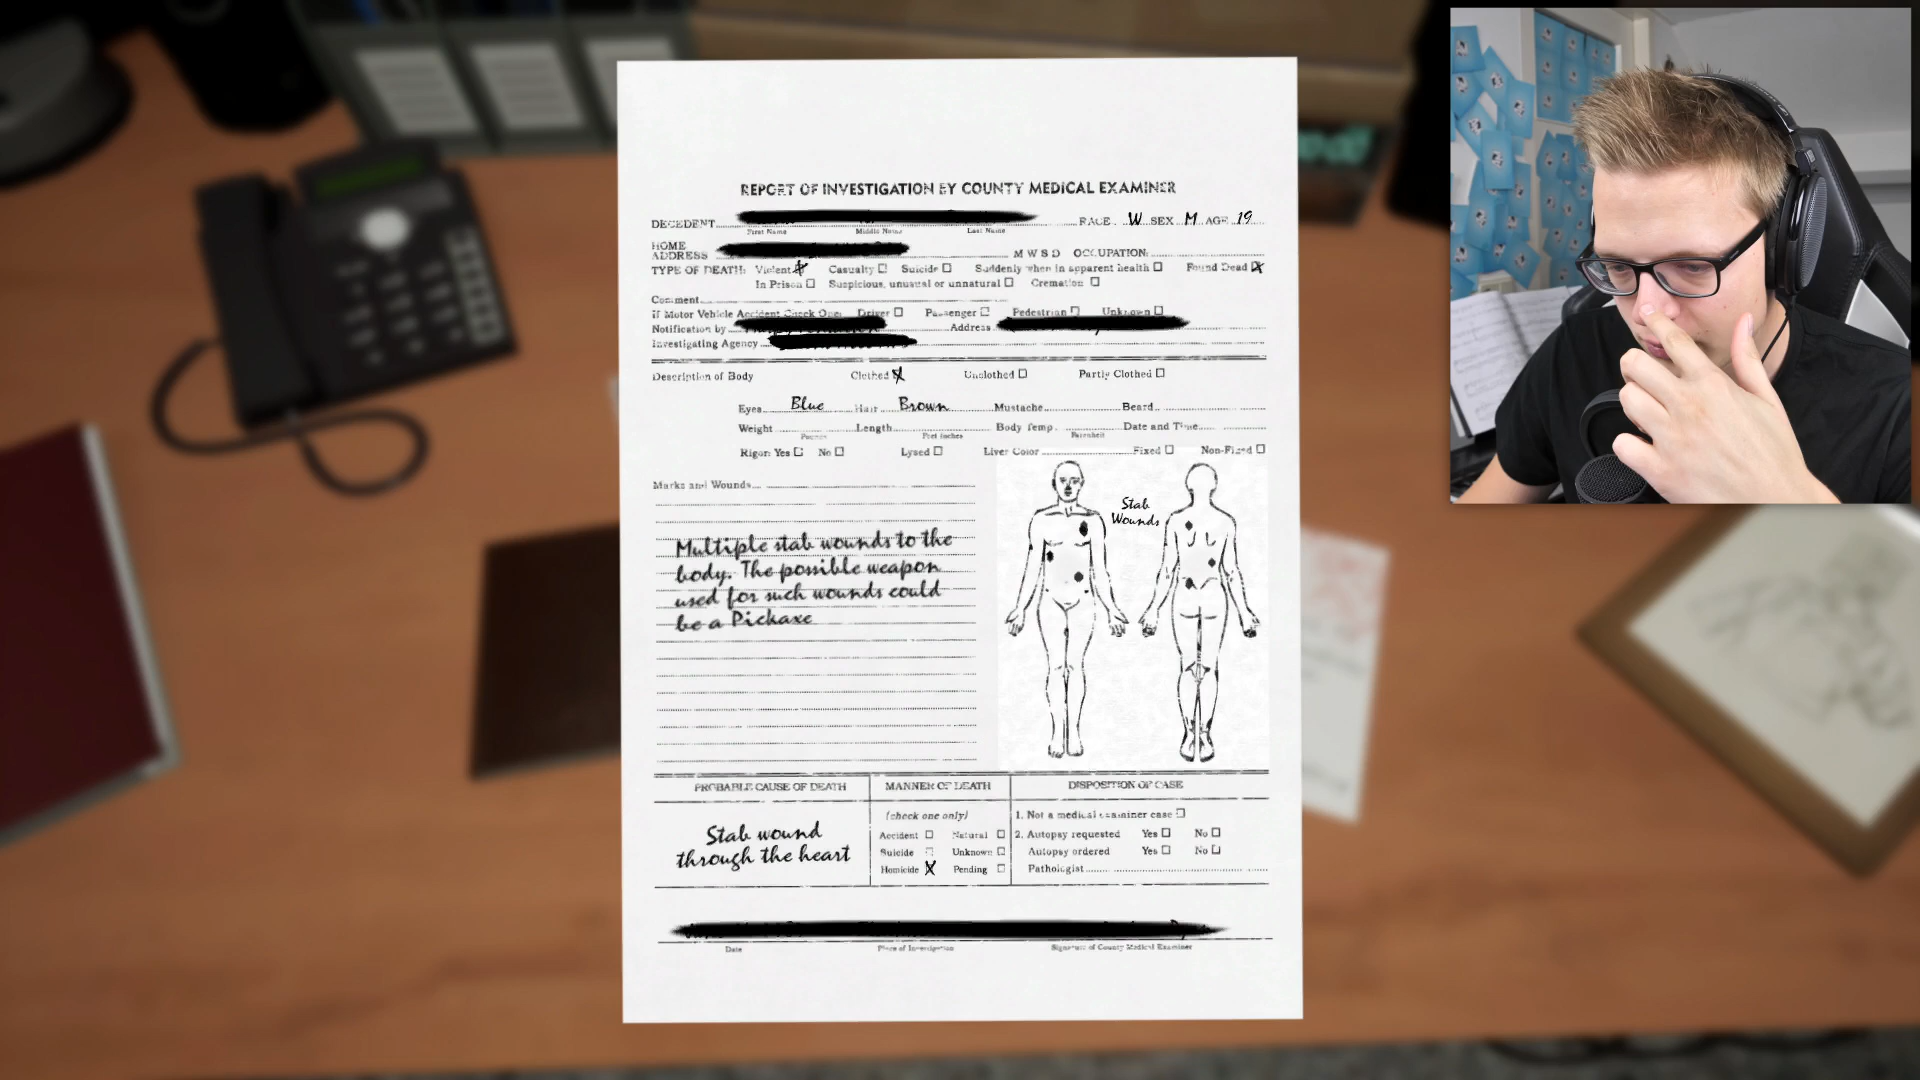 REPORT OF INVESTIGATION BY COUNTY MEDICAL EXAMINER
DECEDENT RACE W SEX M AGE 19
First Name Middle Name Last Name
HOME
ADDRESS M W S D OCCUPATION:
TYPE OF DEATH: Violent Casualty Suicide Suddenly when in apparent health Found Dead
In Prison Suspicious, unusual or unnatural Cremation
Comment
If Motor Vehicle Accident Check One: Driver Passenger Pedestrian Unknown
Notification by Address
Investigating Agency
Description of Body Clothed Unclothed Partly Clothed
Eyes Blue Hair Brown Mustache Beard
Weight Length Body Temp. Date and Time
Pounds Feet Inches Farenheit
Rigor: Yes No Lysed Liver Color Fixed Non-Fixed
Marks and Wounds
Stab
Wounds
Multiple stab wounds to the
body. The possible weapon
used for such wounds could
be a Pickaxe
PROBABLE CAUSE OF DEATH MANNER OF DEATH DISPOSITION OF CASE
(check one only) 1. Not a medical examiner case
Accident Natural 2. Autopsy requested Yes No
Suicide Unknown Autopsy ordered Yes No
Homicide Pending Pathologist
Stab wound
through the heart
Date Place of Investigation Signature of County Medical Examiner